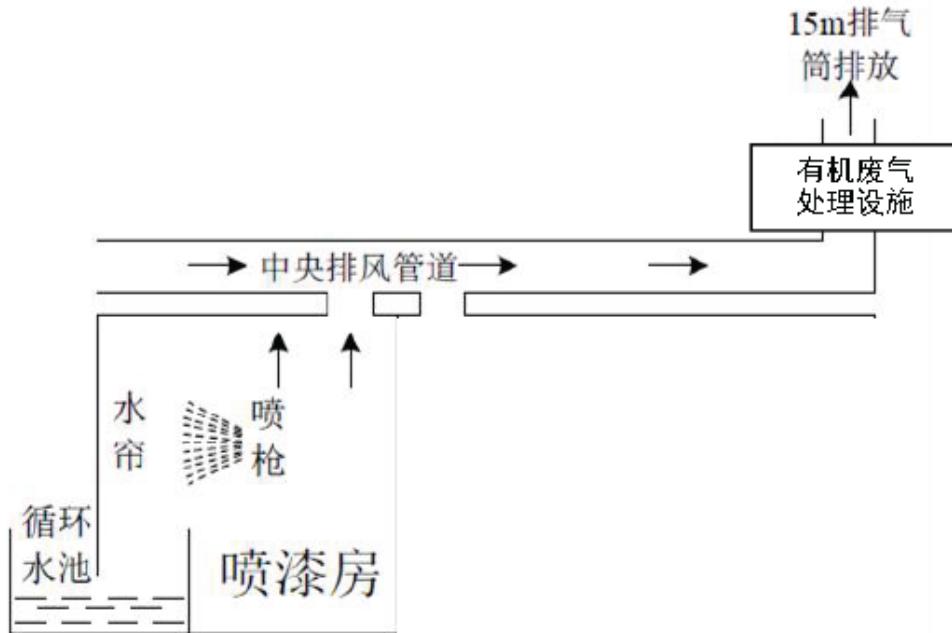 15m排气
筒排放
有机废气
处理设施
中央排风管道
水
帘
喷
枪
循环
水池
喷漆房